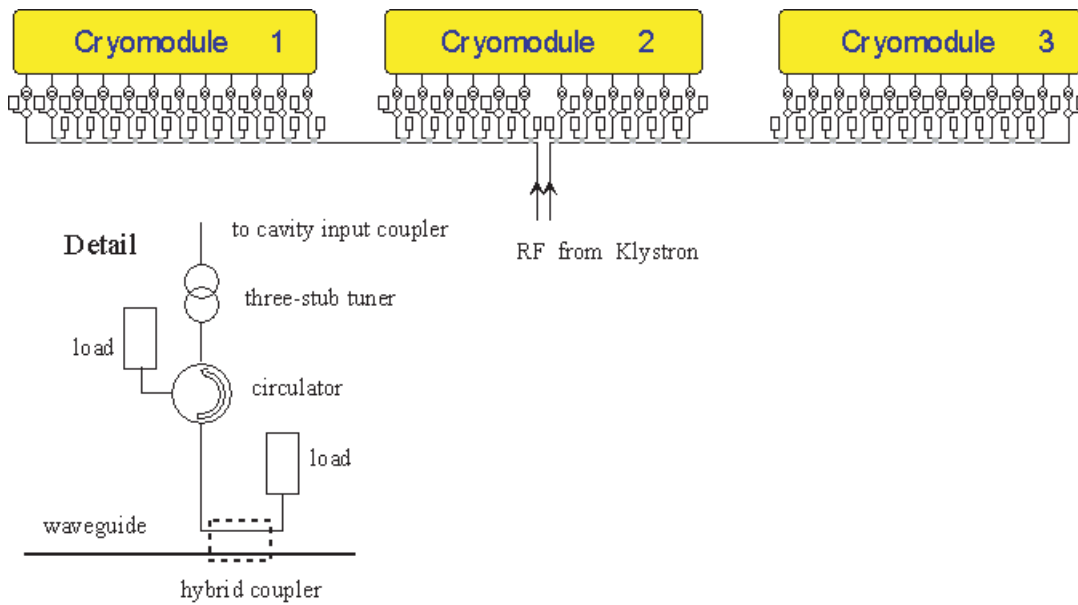 Cryomodule 1
Cryomodule 2
Cryomodule 3
to cavity input coupler
Detail
RF from Klystron
three-stub tuner
load
circulator
load
waveguide
hybrid coupler